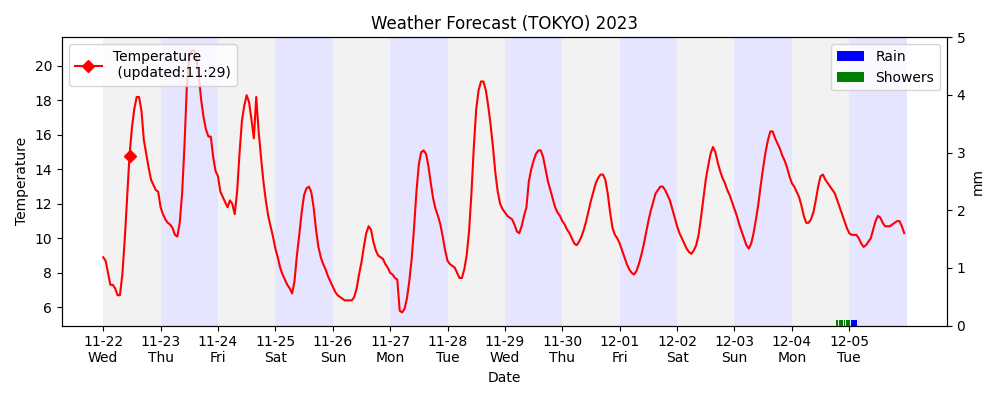 Weather Forecast (TOKYO) 2023
Temperature
(updated:11:29)
Rain
Showers
Temperature
20
18
16
14
12
10
8
6
5
4
3
2
1
0
mm
11-22 11-23 11-24 11-25 11-26 11-27 11-28 11-29 11-30 12-01 12-02 12-03 12-04 12-05
Wed Thu Fri Sat Sun Mon Tue Wed Thu Fri Sat Sun Mon Tue
Date